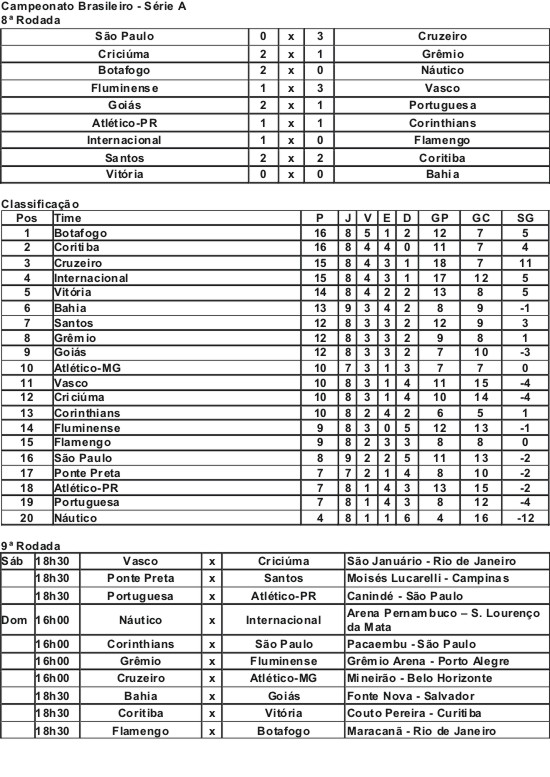 Campeonato Brasileiro - Série A
8ª Rodada
São Paulo 0 x 3 Cruzeiro
Criciúma 2 x 1 Grêmio
Botafogo 2 x 0 Náutico
Fluminense 1 x 3 Vasco
Goiás 2 x 1 Portuguesa
Atlético-PR 1 x 1 Corinthians
Internacional 1 x 0 Flamengo
Santos 2 x 2 Coritiba
Vitória 0 x 0 Bahia
Classificação
Pos Time P J V E D GP GC SG
1 Botafogo 16 8 5 1 2 12 7 5
2 Coritiba 16 8 4 4 0 11 7 4
3 Cruzeiro 15 8 4 3 1 18 7 11
4 Internacional 15 8 4 3 1 17 12 5
5 Vitória 14 8 4 2 2 13 8 5
6 Bahia 13 9 3 4 2 8 9 -1
7 Santos 12 8 3 3 2 12 9 3
8 Grêmio 12 8 3 3 2 9 8 1
9 Goiás 12 8 3 3 2 7 10 -3
10 Atlético-MG 10 7 3 1 3 7 7 0
11 Vasco 10 8 3 1 4 11 15 -4
12 Criciúma 10 8 3 1 4 10 14 -4
13 Corinthians 10 8 2 4 2 6 5 1
14 Fluminense 9 8 3 0 5 12 13 -1
15 Flamengo 9 8 2 3 3 8 8 0
16 São Paulo 8 9 2 2 5 11 13 -2
17 Ponte Preta 7 7 2 1 4 8 10 -2
18 Atlético-PR 7 8 1 4 3 13 15 -2
19 Portuguesa 7 8 1 4 3 8 12 -4
20 Náutico 4 8 1 1 6 4 16 -12
9ª Rodada
Sáb 18h30 Vasco x Criciúma São Januário - Rio de Janeiro
18h30 Ponte Preta x Santos Moisés Lucarelli - Campinas
18h30 Portuguesa x Atlético-PR Canindé - São Paulo
Dom 16h00 Náutico x Internacional Arena Pernambuco – S. Lourenço
da Mata
16h00 Corinthians x São Paulo Pacaembu - São Paulo
16h00 Grêmio x Fluminense Grêmio Arena - Porto Alegre
16h00 Cruzeiro x Atlético-MG Mineirão - Belo Horizonte
18h30 Bahia x Goiás Fonte Nova - Salvador
18h30 Coritiba x Vitória Couto Pereira - Curitiba
18h30 Flamengo x Botafogo Maracanã - Rio de Janeiro